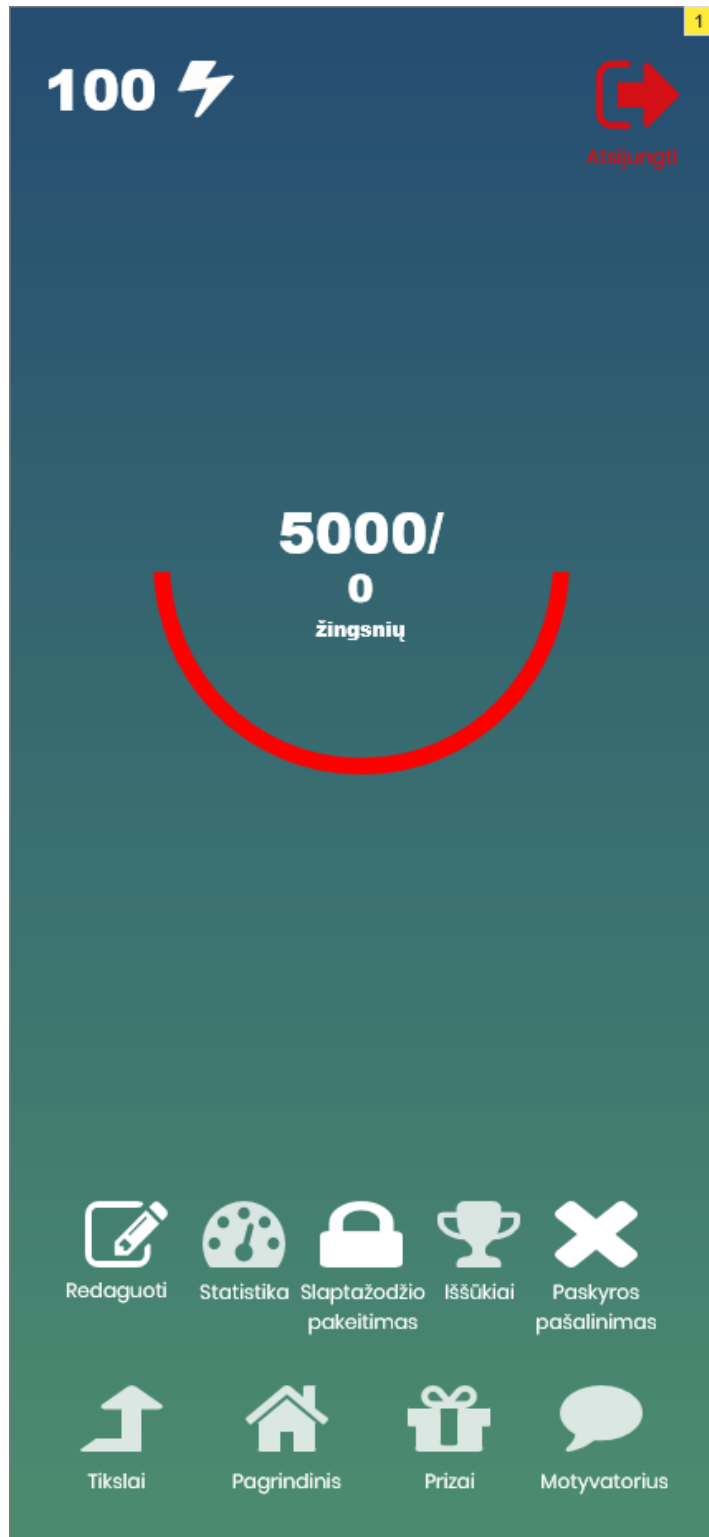 1
100
Atsijungti
5000/
0
žingsnių
Redaguoti
Statistika
Slaptažodžio
pakeitimas
Iššūkiai
Paskyros
pašalinimas
Tikslai
Pagrindinis
Prizai
Motyvatorius